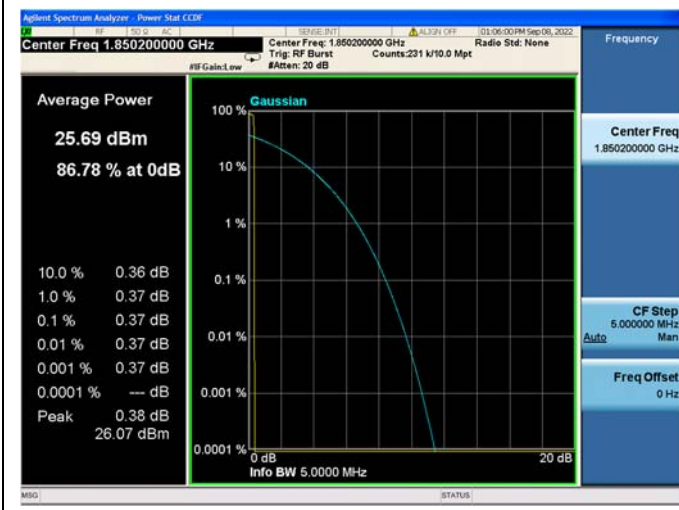 Agilent Spectrum Analyzer - Power Stat CCDF
RF 50 Ω AC SENSE:INT ALIGN OFF 01:06:00 PM Sep 08, 2022
Center Freq 1.850200000 GHz
Center Freq: 1.850200000 GHz
Radio Std: None
Trig: RF Burst Counts:231 k/10.0 Mpt
#IFGain:Low #Atten: 20 dB
Frequency
Average Power
25.69 dBm
86.78 % at 0dB
10.0 % 0.36 dB
1.0 % 0.37 dB
0.1 % 0.37 dB
0.01 % 0.37 dB
0.001 % 0.37 dB
0.0001 % --- dB
Peak 0.38 dB
26.07 dBm
Gaussian
100 %
10 %
1 %
0.1 %
0.01 %
0.001 %
0.0001 %
0 dB 20 dB
Info BW 5.0000 MHz
Center Freq
1.850200000 GHz
CF Step
5.000000 MHz
Auto Man
Freq Offset
0 Hz
MSG STATUS